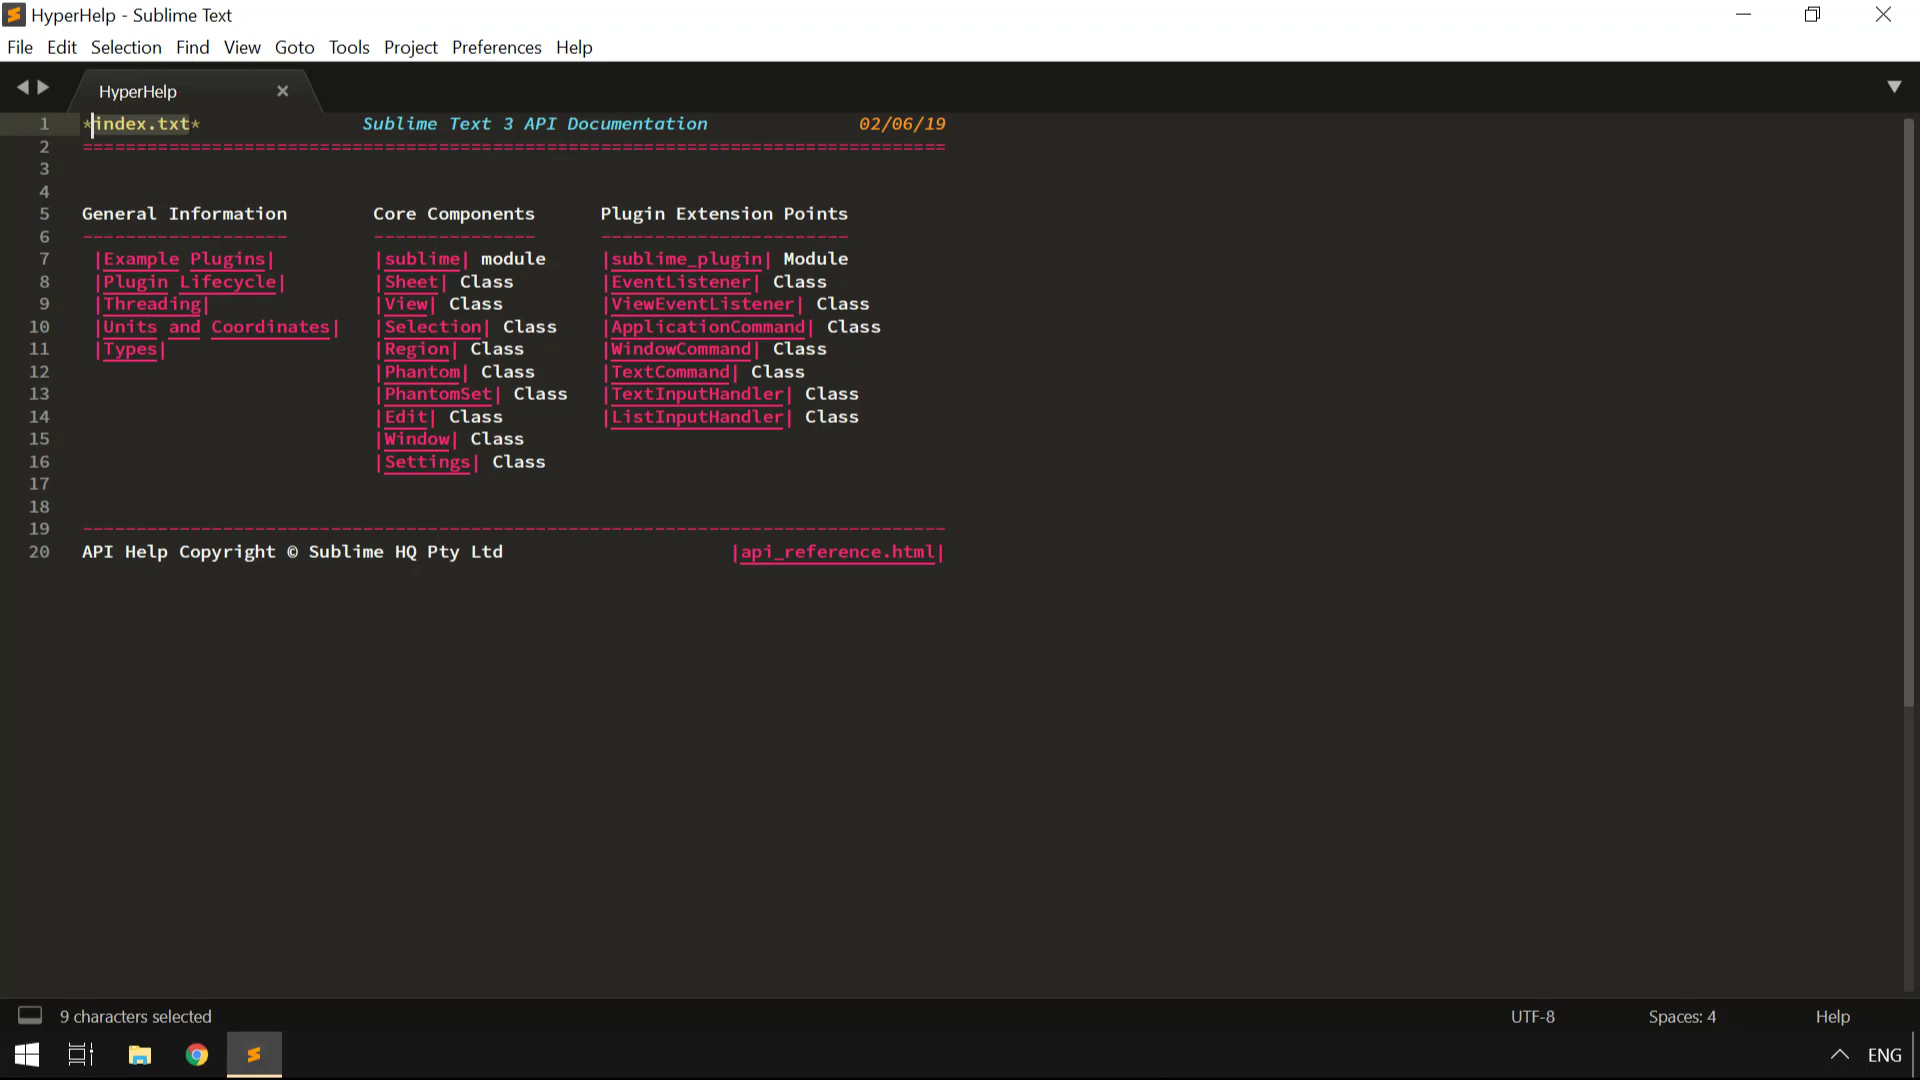 HyperHelp - Sublime Text
File Edit Selection Find View Goto Tools Project Preferences Help
HyperHelp
1 *index.txt* Sublime Text 3 API Documentation 02/06/19
2 ================================================================================
3
4
5 General Information Core Components Plugin Extension Points
6 ------------------- --------------- -----------------------
7 |Example Plugins| |sublime| module |sublime_plugin| Module
8 |Plugin Lifecycle| |Sheet| Class |EventListener| Class
9 |Threading| |View| Class |ViewEventListener| Class
10 |Units and Coordinates| |Selection| Class |ApplicationCommand| Class
11 |Types| |Region| Class |WindowCommand| Class
12 |Phantom| Class |TextCommand| Class
13 |PhantomSet| Class |TextInputHandler| Class
14 |Edit| Class |ListInputHandler| Class
15 |Window| Class
16 |Settings| Class
17
18
19 --------------------------------------------------------------------------------
20 API Help Copyright © Sublime HQ Pty Ltd |api_reference.html|
9 characters selected UTF-8 Spaces: 4 Help
ENG